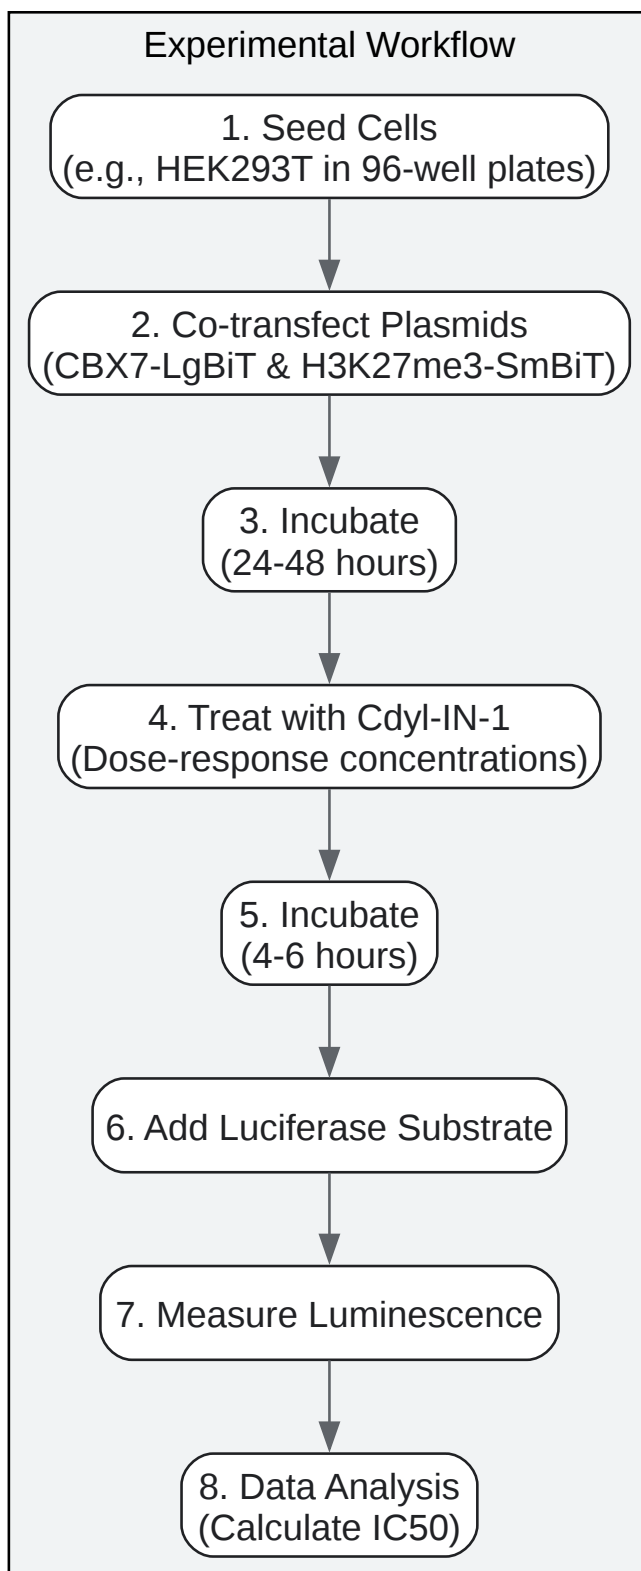 Experimental Workflow
1. Seed Cells
(e.g., HEK293T in 96-well plates)
2. Co-transfect Plasmids
(CBX7-LgBiT & H3K27me3-SmBiT)
3. Incubate
(24-48 hours)
4. Treat with Cdyl-IN-1
(Dose-response concentrations)
5. Incubate
(4-6 hours)
6. Add Luciferase Substrate
7. Measure Luminescence
8. Data Analysis
(Calculate IC50)